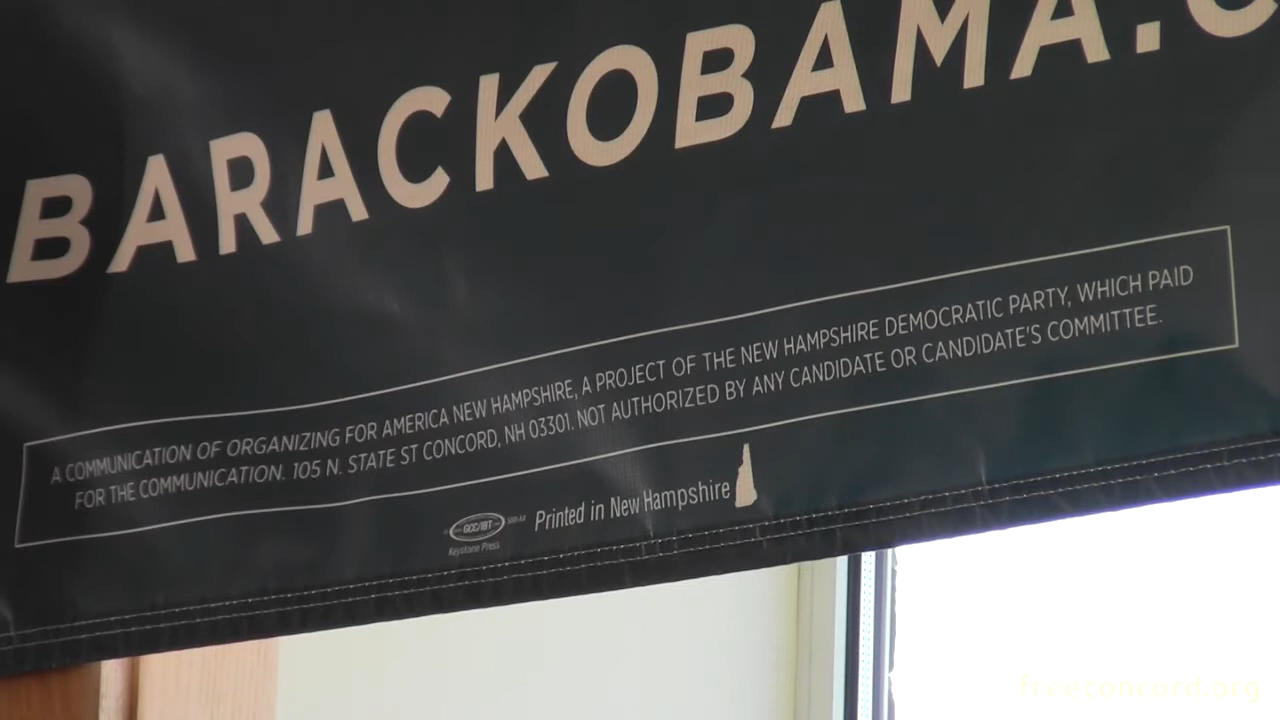 BARACKOBAMA.C
A COMMUNICATION OF ORGANIZING FOR AMERICA NEW HAMPSHIRE, A PROJECT OF THE NEW HAMPSHIRE DEMOCRATIC PARTY, WHICH PAID
FOR THE COMMUNICATION. 105 N. STATE ST CONCORD, NH 03301. NOT AUTHORIZED BY ANY CANDIDATE OR CANDIDATE'S COMMITTEE.
GCC/IBT
Keystone Press
Printed in New Hampshire
freeconcord.org